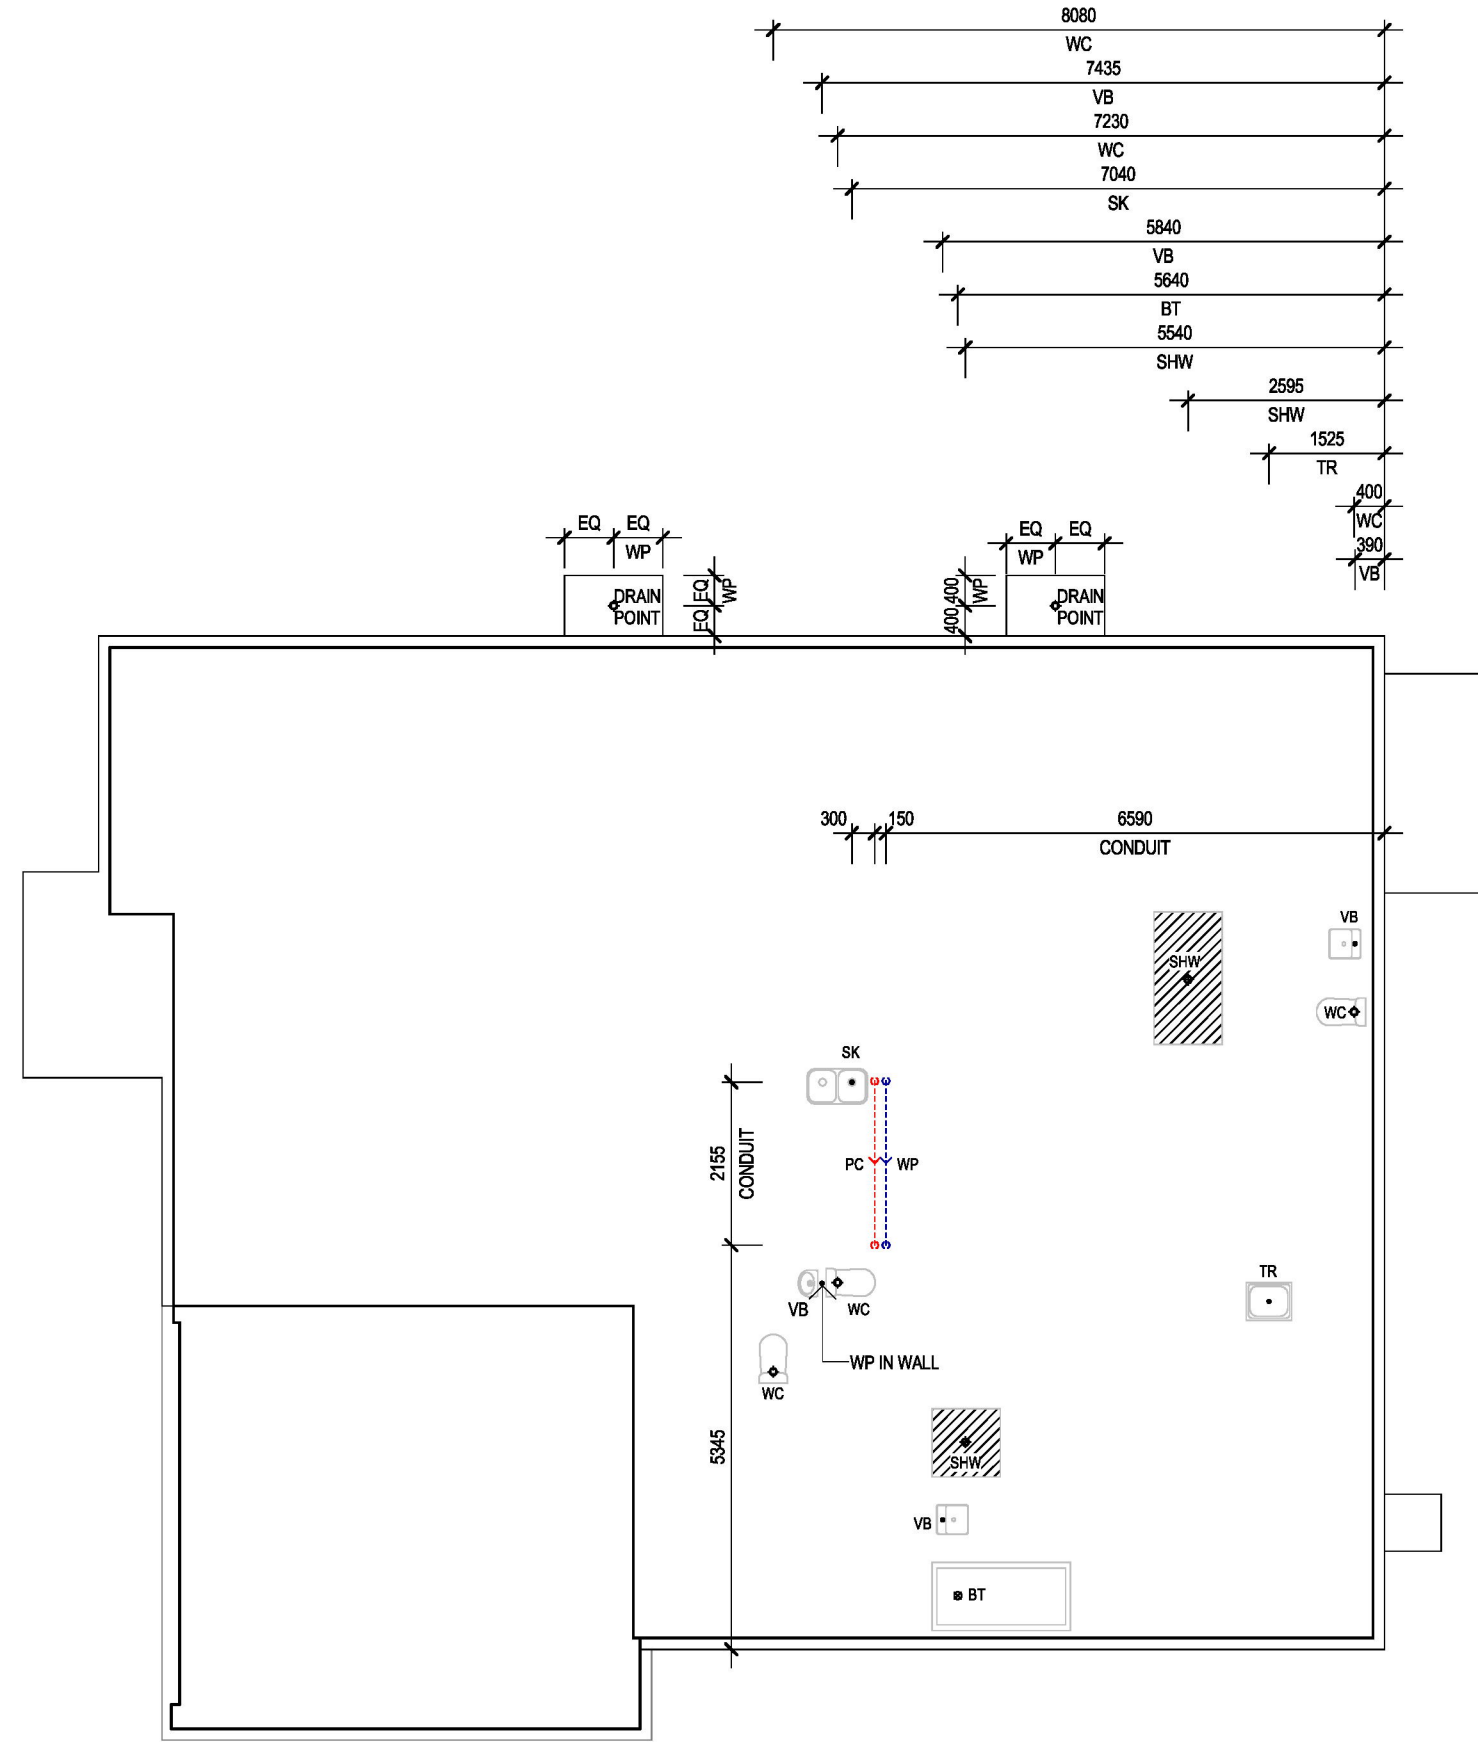 8080
WC
7435
VB
7230
WC
7040
SK
5840
VB
5640
BT
5540
SHW
2595
SHW
1525
TR
400
WC
390
VB
EQ EQ
WP
EQ EQ
WP
DRAIN
POINT
EQ EQ
WP
400 400
WP
DRAIN
POINT
300 150 6590
CONDUIT
VB
SHW
WC
SK
2155
CONDUIT
PC WP
TR
VB WC
WP IN WALL
WC
5345
SHW
VB
BT